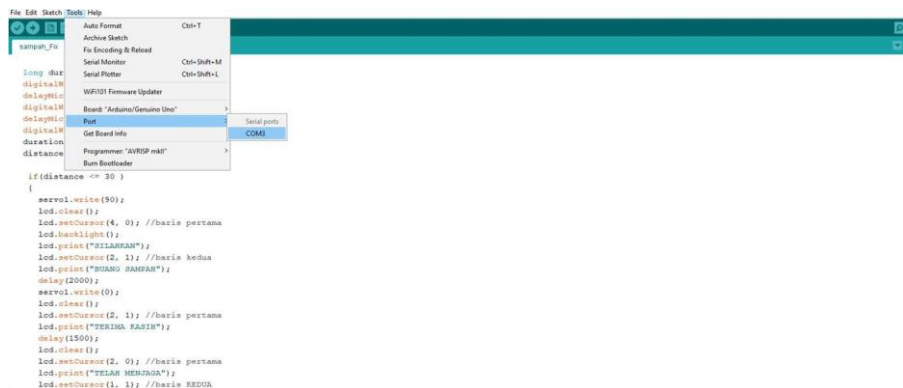 File Edit Sketch Tools Help
Auto Format Ctrl+T
Archive Sketch
Fix Encoding & Reload
Serial Monitor Ctrl+Shift+M
Serial Plotter Ctrl+Shift+L
WiFi101 Firmware Updater
Board: "Arduino/Genuino Uno"
Port
Get Board Info
Programmer: "AVRISP mkII"
Burn Bootloader
Serial ports
COM3
sampah_Fix
long dur
digitalW
delayMic
digitalW
delayMic
digitalW
duration
distance
if(distance <= 30 )
{
servo1.write(90);
lcd.clear();
lcd.setCursor(4, 0); //baris pertama
lcd.backlight();
lcd.print("SILAHKAN");
lcd.setCursor(2, 1); //baris kedua
lcd.print("BUANG SAMPAH");
delay(2000);
servo1.write(0);
lcd.clear();
lcd.setCursor(2, 1); //baris pertama
lcd.print("TERIMA KASIH");
delay(1500);
lcd.clear();
lcd.setCursor(2, 0); //baris pertama
lcd.print("TELAH MENJAGA");
lcd.setCursor(1, 1); //baris KEDUA